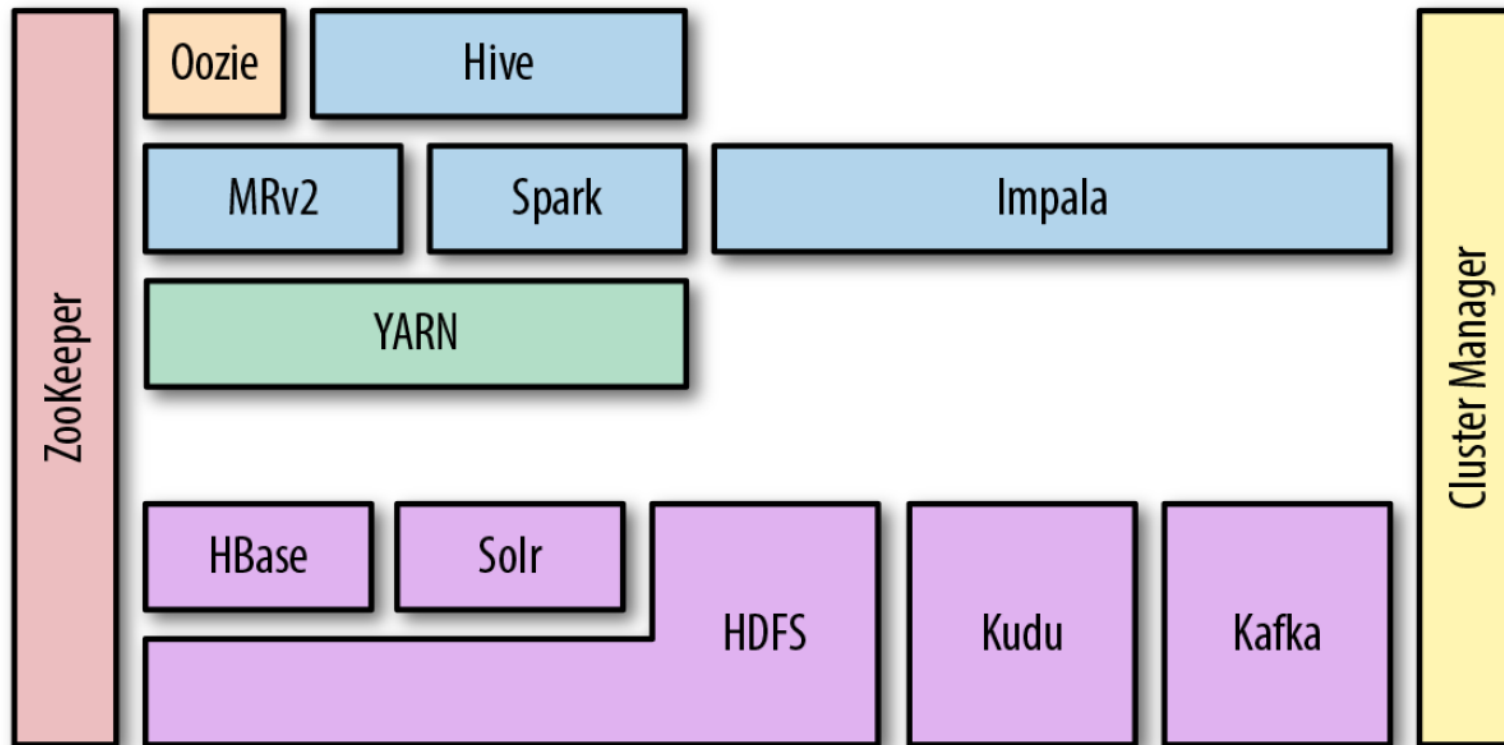 ZooKeeper
Oozie
Hive
MRv2
Spark
Impala
YARN
HBase
Solr
HDFS
Kudu
Kafka
Cluster Manager